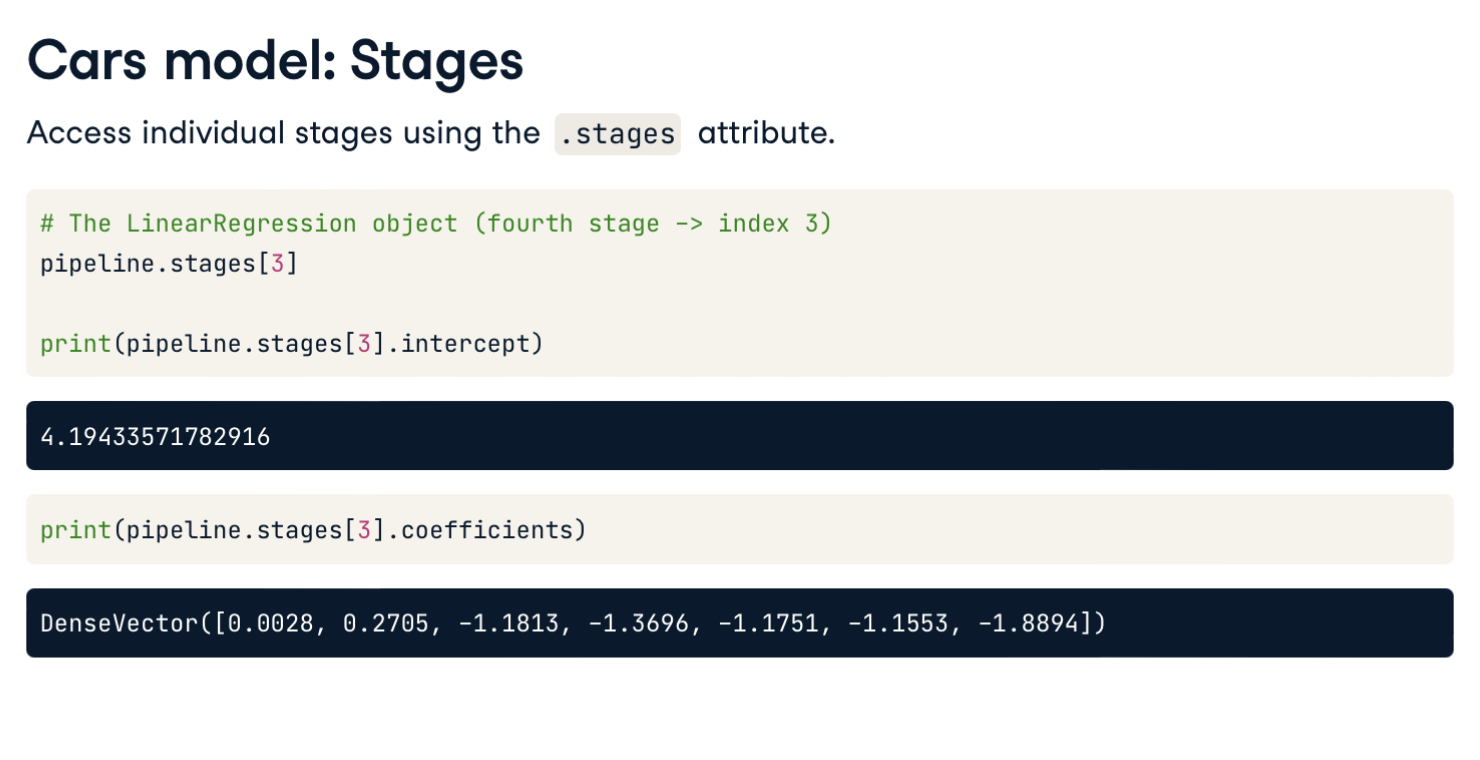 Cars model: Stages
Access individual stages using the .stages attribute.
# The LinearRegression object (fourth stage -> index 3)
pipeline.stages[3]
print(pipeline.stages[3].intercept)
4.19433571782916
print(pipeline.stages[3].coefficients)
DenseVector([0.0028, 0.2705, -1.1813, -1.3696, -1.1751, -1.1553, -1.8894])